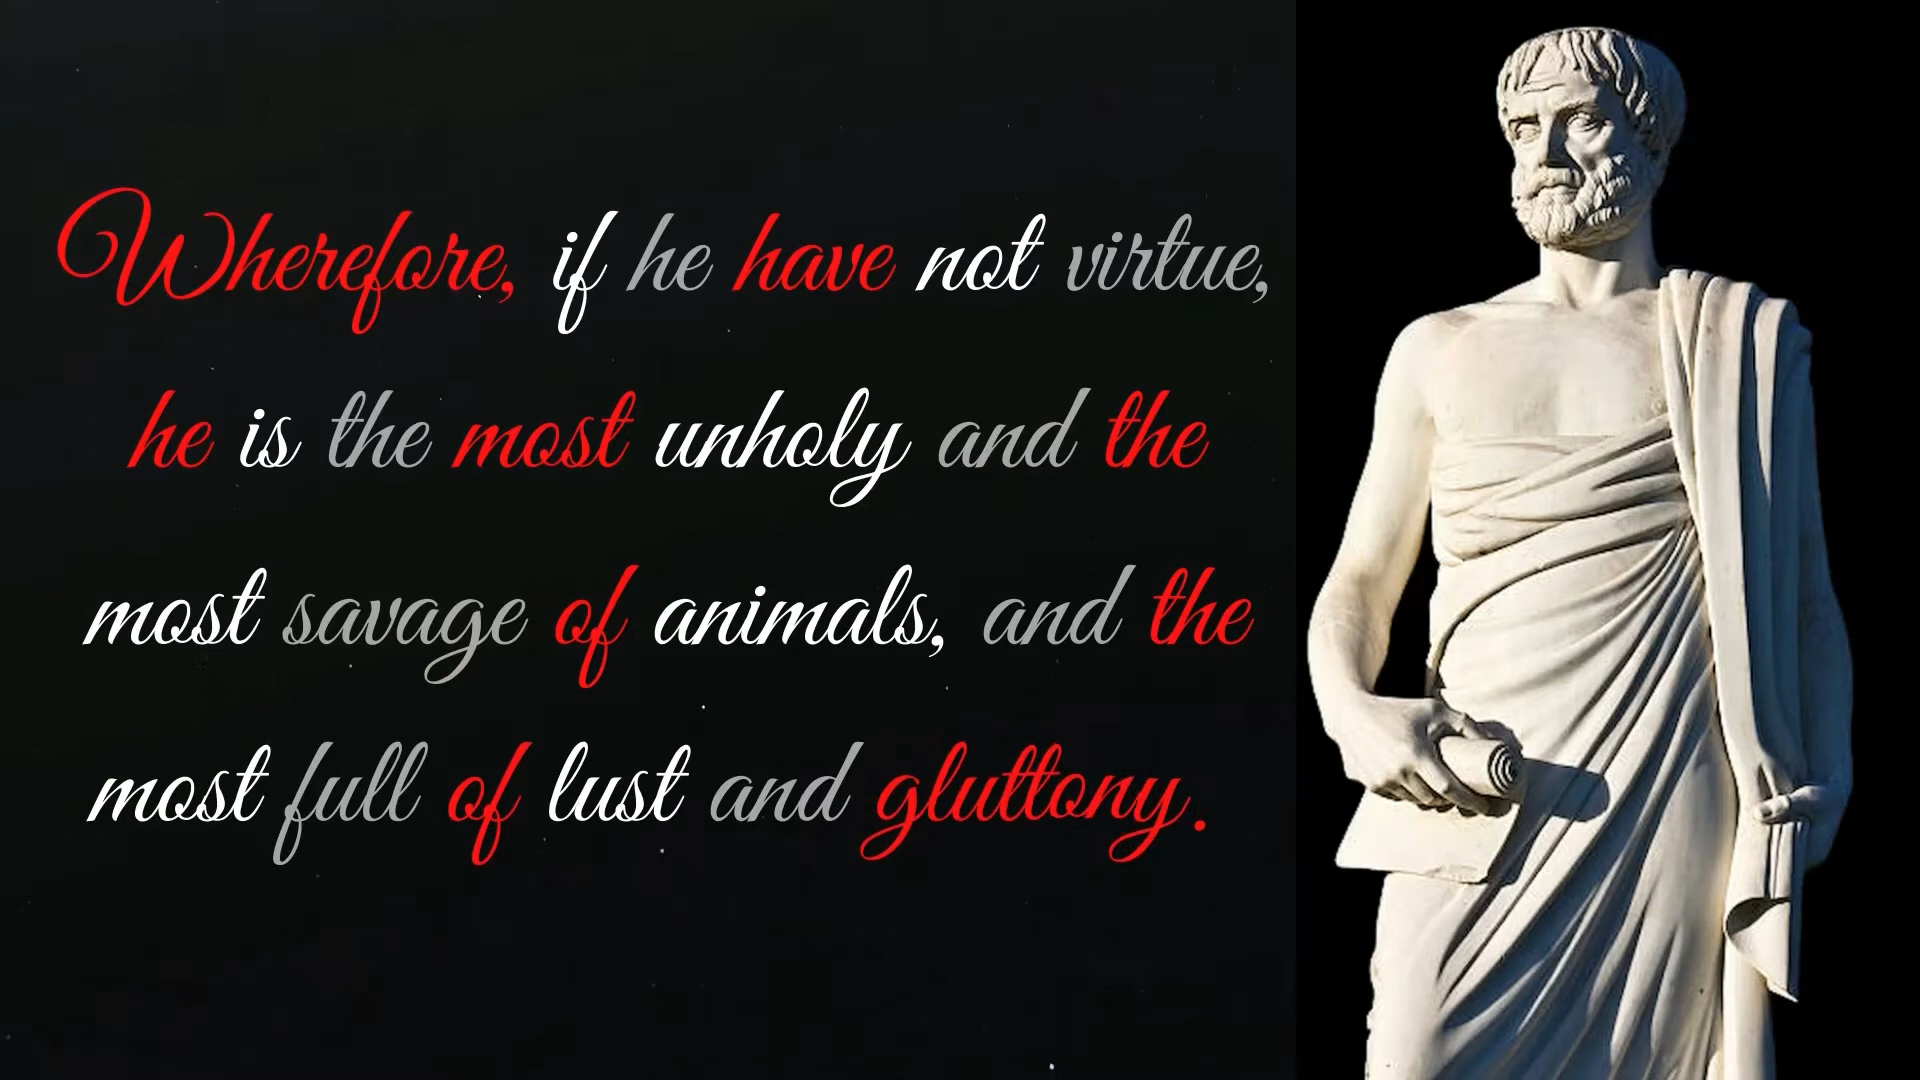 Wherefore, if he have not virtue,
he is the most unholy and the
most savage of animals, and the
most full of lust and gluttony.